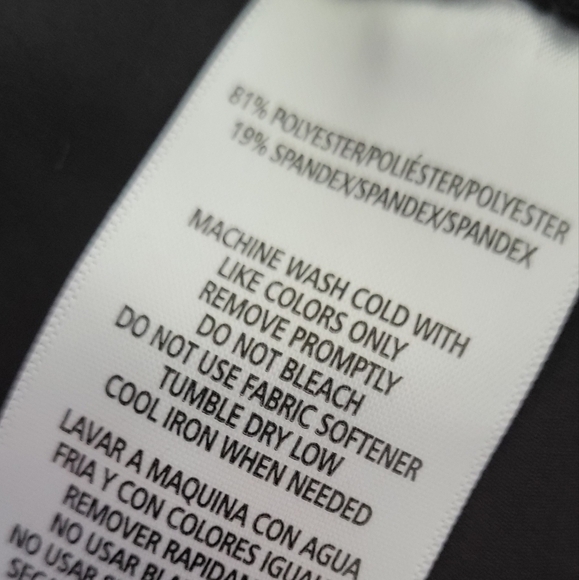 81% POLYESTER/POLIÉSTER/POLYESTER
19% SPANDEX/SPANDEX/SPANDEX
MACHINE WASH COLD WITH
LIKE COLORS ONLY
REMOVE PROMPTLY
DO NOT BLEACH
DO NOT USE FABRIC SOFTENER
TUMBLE DRY LOW
COOL IRON WHEN NEEDED
LAVAR A MAQUINA CON AGUA
FRIA Y CON COLORES
REMOVER
NO USAR
NO USAR